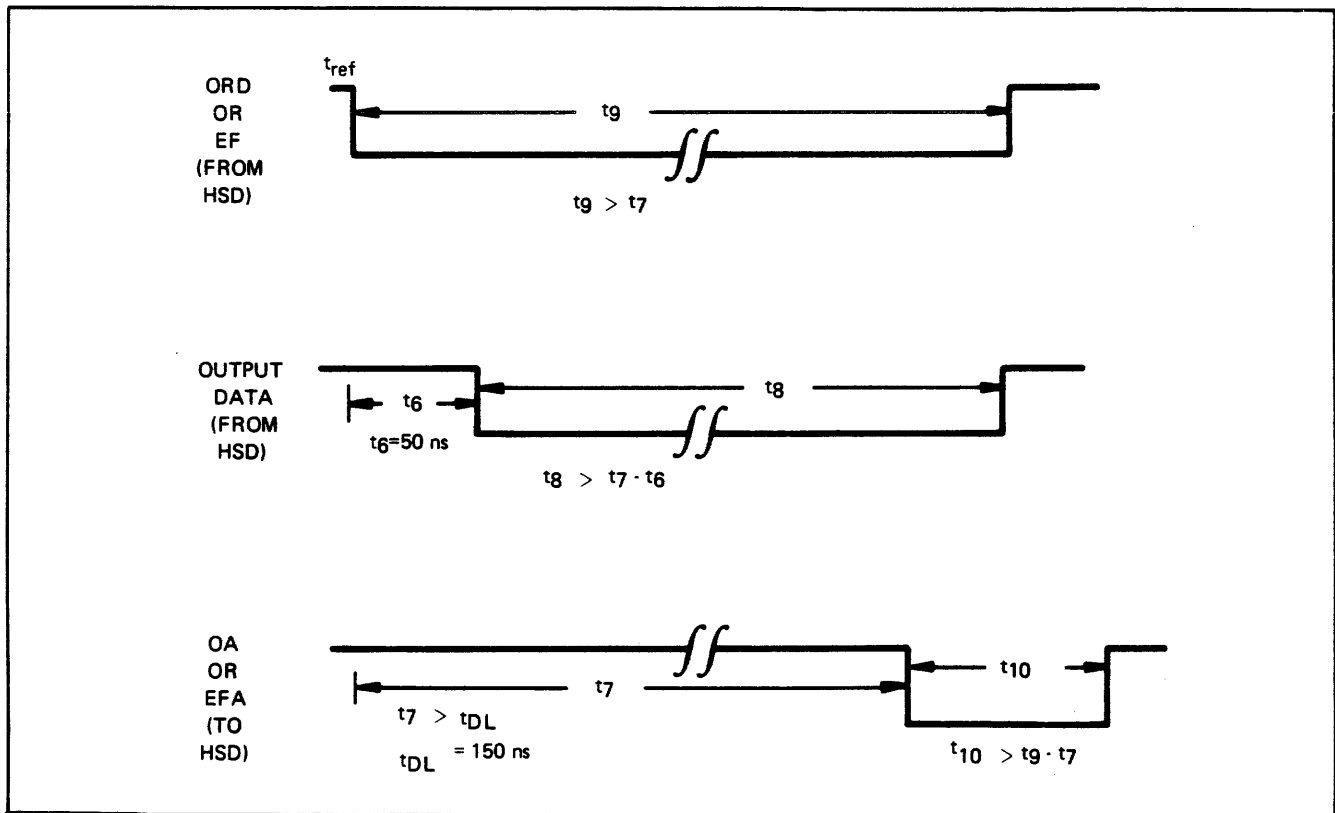 tref
ORD
OR
EF
(FROM
HSD)
t9
t9 > t7
OUTPUT
DATA
(FROM
HSD)
t6
t6=50 ns
t8
t8 > t7 - t6
OA
OR
EFA
(TO
HSD)
t7
t7 > tDL
tDL = 150 ns
t10
t10 > t9 - t7